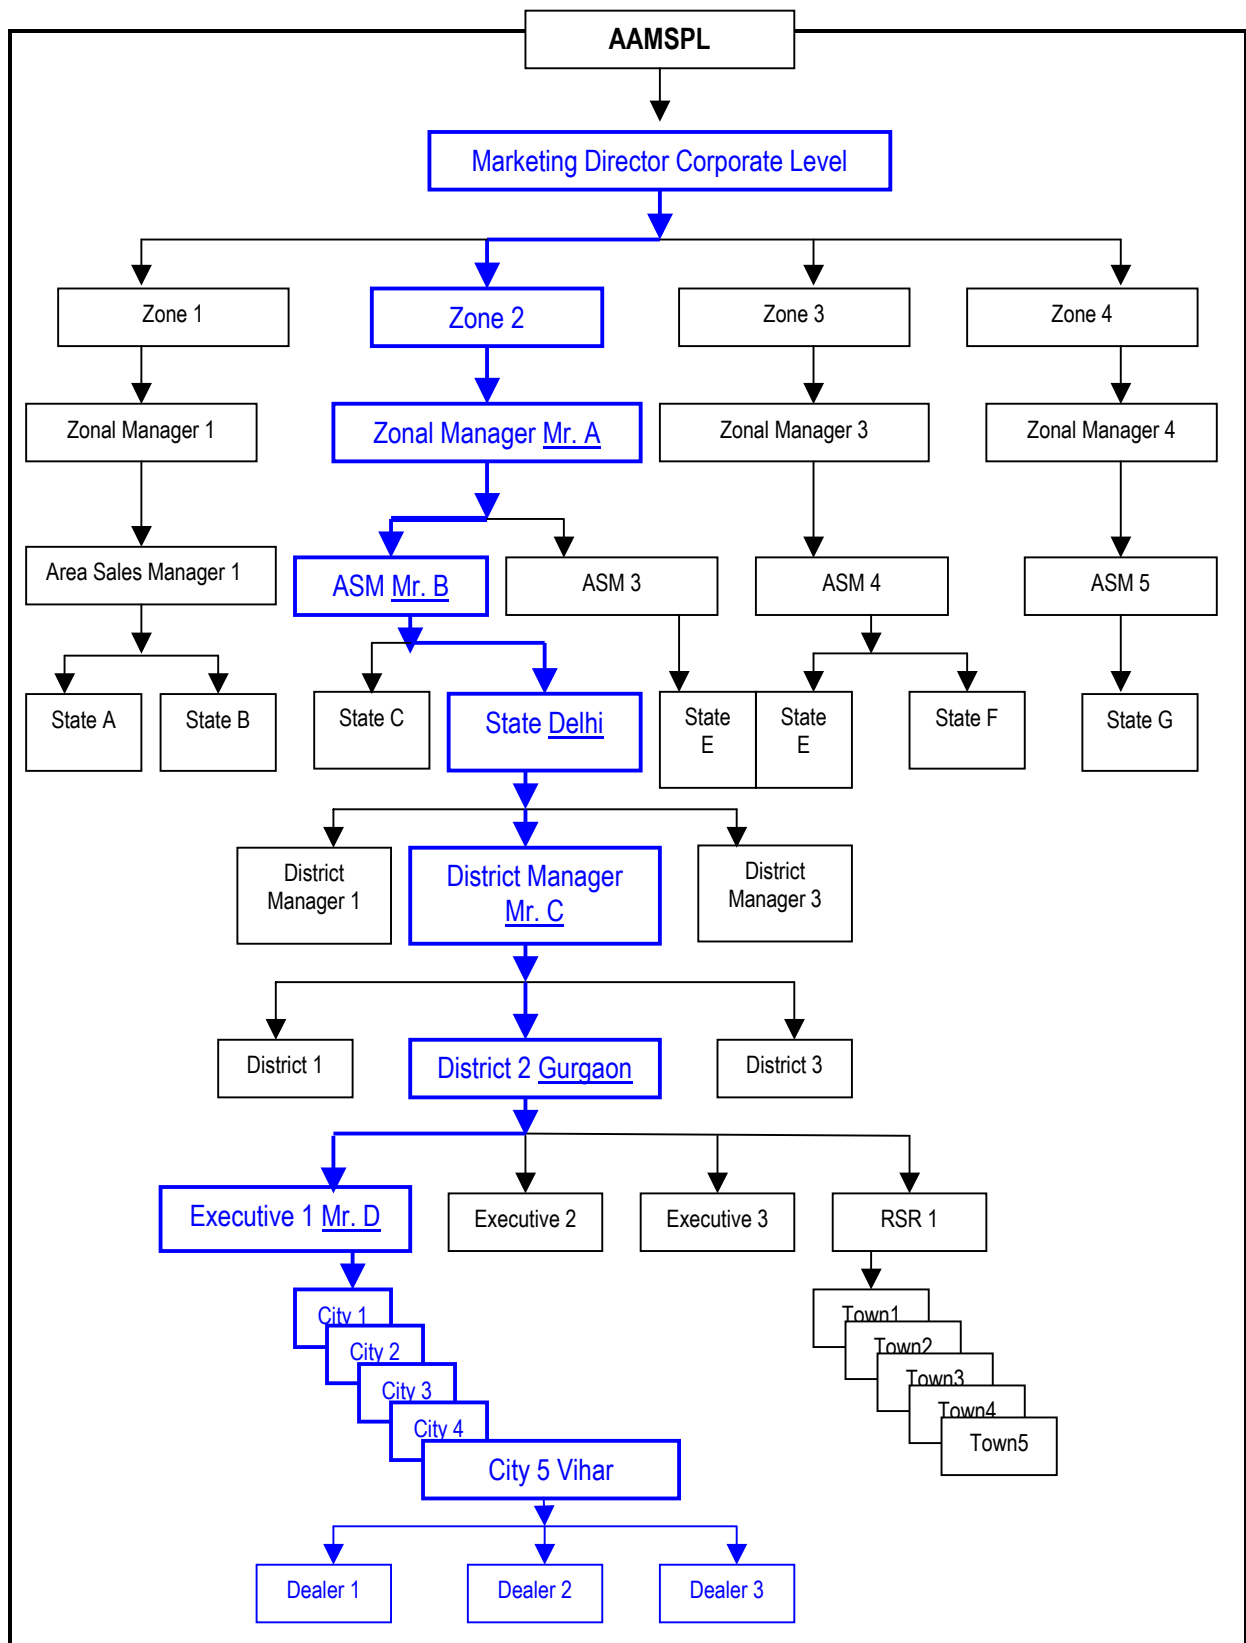 AAMSPL
Marketing Director Corporate Level
Zone 1
Zone 2
Zone 3
Zone 4
Zonal Manager 1
Zonal Manager Mr. A
Zonal Manager 3
Zonal Manager 4
Area Sales Manager 1
ASM Mr. B
ASM 3
ASM 4
ASM 5
State A
State B
State C
State Delhi
State
E
State
E
State F
State G
District
Manager 1
District Manager
Mr. C
District
Manager 3
District 1
District 2 Gurgaon
District 3
Executive 1 Mr. D
Executive 2
Executive 3
RSR 1
City 1
City 2
City 3
City 4
City 5 Vihar
Town1
Town2
Town3
Town4
Town5
Dealer 1
Dealer 2
Dealer 3